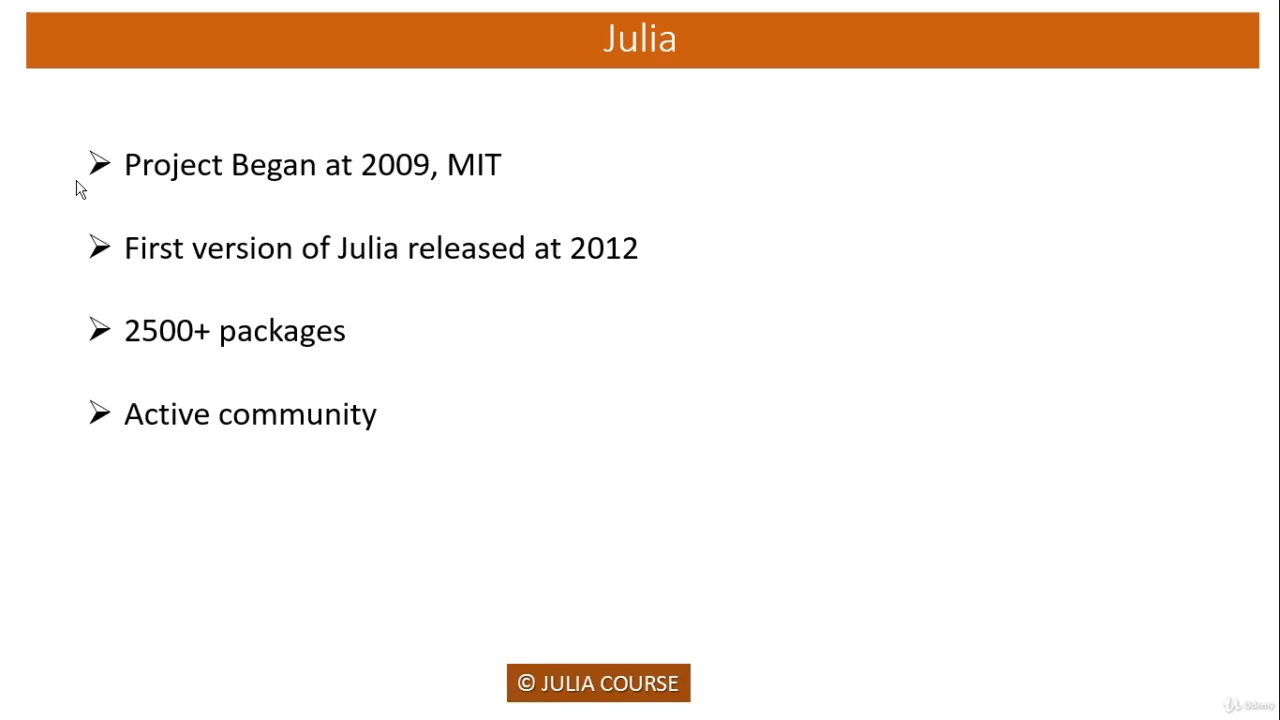 Julia
Project Began at 2009, MIT
First version of Julia released at 2012
2500+ packages
Active community
© JULIA COURSE
Udemy